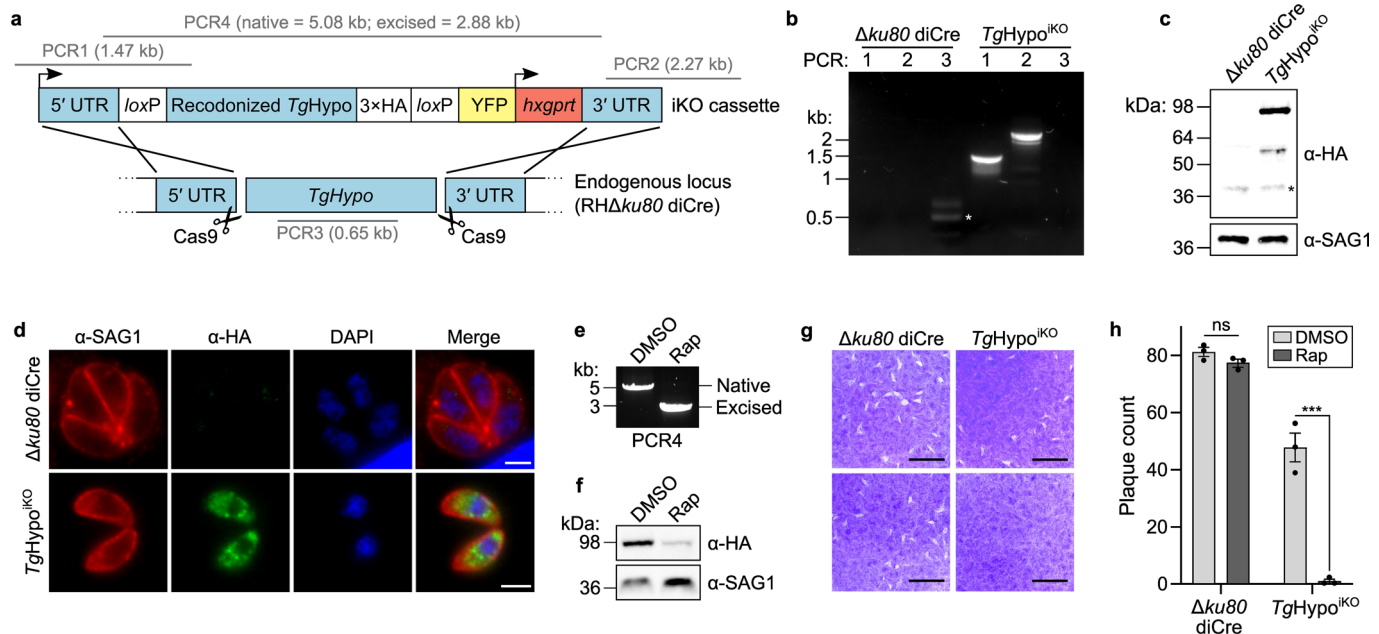 a
PCR4 (native = 5.08 kb; excised = 2.88 kb)
PCR1 (1.47 kb)
PCR2 (2.27 kb)
5′ UTR loxP Recodonized TgHypo 3×HA loxP YFP hxgprt 3′ UTR iKO cassette
5′ UTR TgHypo 3′ UTR Endogenous locus
(RHΔku80 diCre)
Cas9 PCR3 (0.65 kb) Cas9
b
Δku80 diCre TgHypoiKO
PCR: 1 2 3 1 2 3
kb:
2
1.5
1
0.5
*
c
Δku80 diCre
TgHypoiKO
kDa:
98
64
50
36
α-HA
*
36
α-SAG1
d
α-SAG1 α-HA DAPI Merge
Δku80 diCre
TgHypoiKO
e
DMSO Rap
kb:
5 Native
3 Excised
PCR4
f
DMSO Rap
kDa:
98 α-HA
36 α-SAG1
g
Δku80 diCre TgHypoiKO
h
Plaque count
80
60
40
20
0
ns
***
DMSO
Rap
Δku80
diCre
TgHypoiKO